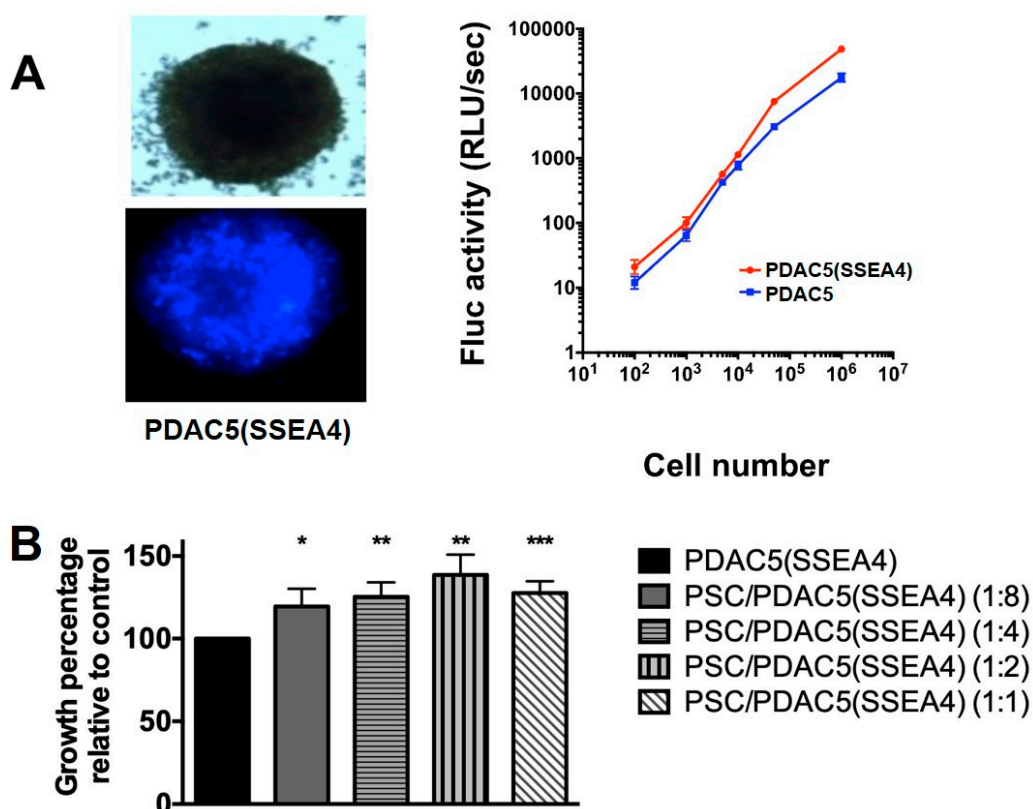 A
PDAC5(SSEA4)
Fluc activity (RLU/sec)
100000
10000
1000
100
10
1
10¹ 10² 10³ 10⁴ 10⁵ 10⁶ 10⁷
PDAC5(SSEA4)
PDAC5
Cell number
B
Growth percentage
relative to control
150
100
50
0
* ** ** ***
PDAC5(SSEA4)
PSC/PDAC5(SSEA4) (1:8)
PSC/PDAC5(SSEA4) (1:4)
PSC/PDAC5(SSEA4) (1:2)
PSC/PDAC5(SSEA4) (1:1)